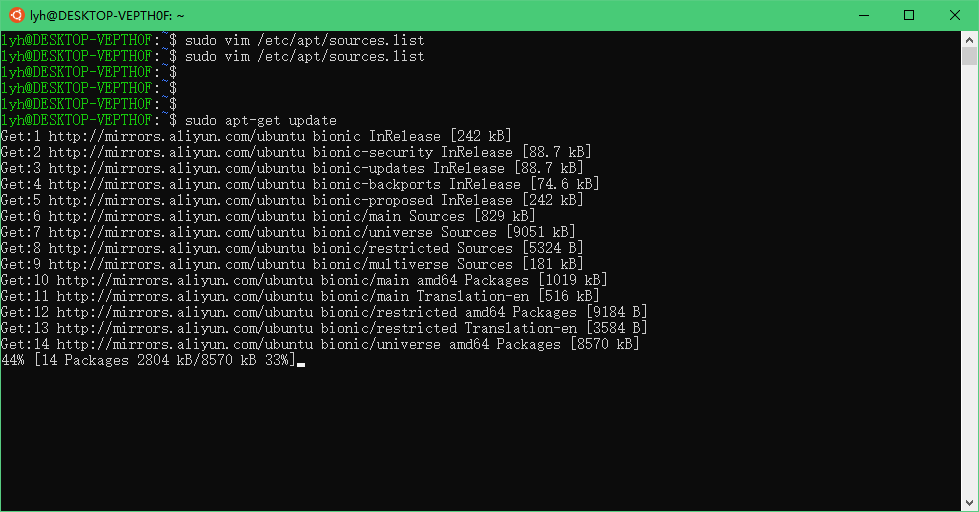 lyh@DESKTOP-VEPTH0F: ~
lyh@DESKTOP-VEPTH0F:~$ sudo vim /etc/apt/sources.list
lyh@DESKTOP-VEPTH0F:~$ sudo vim /etc/apt/sources.list
lyh@DESKTOP-VEPTH0F:~$
lyh@DESKTOP-VEPTH0F:~$
lyh@DESKTOP-VEPTH0F:~$
lyh@DESKTOP-VEPTH0F:~$ sudo apt-get update
Get:1 http://mirrors.aliyun.com/ubuntu bionic InRelease [242 kB]
Get:2 http://mirrors.aliyun.com/ubuntu bionic-security InRelease [88.7 kB]
Get:3 http://mirrors.aliyun.com/ubuntu bionic-updates InRelease [88.7 kB]
Get:4 http://mirrors.aliyun.com/ubuntu bionic-backports InRelease [74.6 kB]
Get:5 http://mirrors.aliyun.com/ubuntu bionic-proposed InRelease [242 kB]
Get:6 http://mirrors.aliyun.com/ubuntu bionic/main Sources [829 kB]
Get:7 http://mirrors.aliyun.com/ubuntu bionic/universe Sources [9051 kB]
Get:8 http://mirrors.aliyun.com/ubuntu bionic/restricted Sources [5324 B]
Get:9 http://mirrors.aliyun.com/ubuntu bionic/multiverse Sources [181 kB]
Get:10 http://mirrors.aliyun.com/ubuntu bionic/main amd64 Packages [1019 kB]
Get:11 http://mirrors.aliyun.com/ubuntu bionic/main Translation-en [516 kB]
Get:12 http://mirrors.aliyun.com/ubuntu bionic/restricted amd64 Packages [9184 B]
Get:13 http://mirrors.aliyun.com/ubuntu bionic/restricted Translation-en [3584 B]
Get:14 http://mirrors.aliyun.com/ubuntu bionic/universe amd64 Packages [8570 kB]
44% [14 Packages 2804 kB/8570 kB 33%]